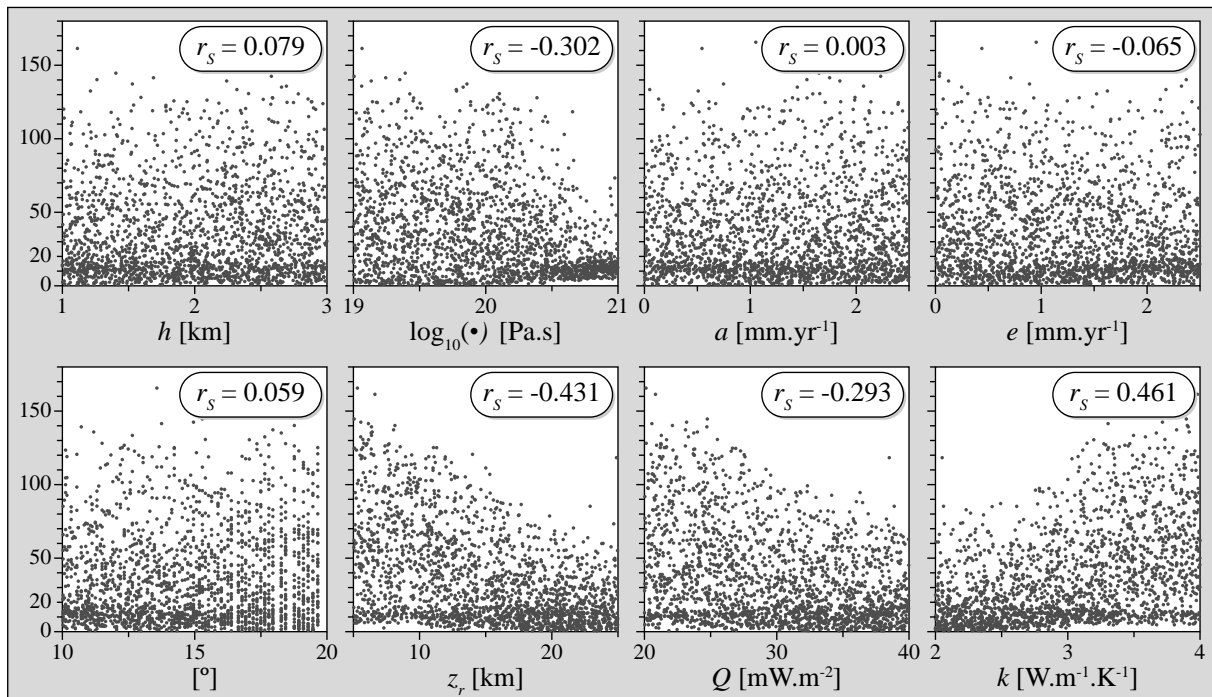 r_S = 0.079
r_S = -0.302
r_S = 0.003
r_S = -0.065
150
100
50
20
0
1 2 3
19 20 21
0 1 2
0 1 2
h [km]
log₁₀(•) [Pa.s]
a [mm.yr⁻¹]
e [mm.yr⁻¹]
r_S = 0.059
r_S = -0.431
r_S = -0.293
r_S = 0.461
150
100
50
20
0
10 15 20
10 15 20
20 30 40
2 3 4
[º]
z_r [km]
Q [mW.m⁻²]
k [W.m⁻¹.K⁻¹]